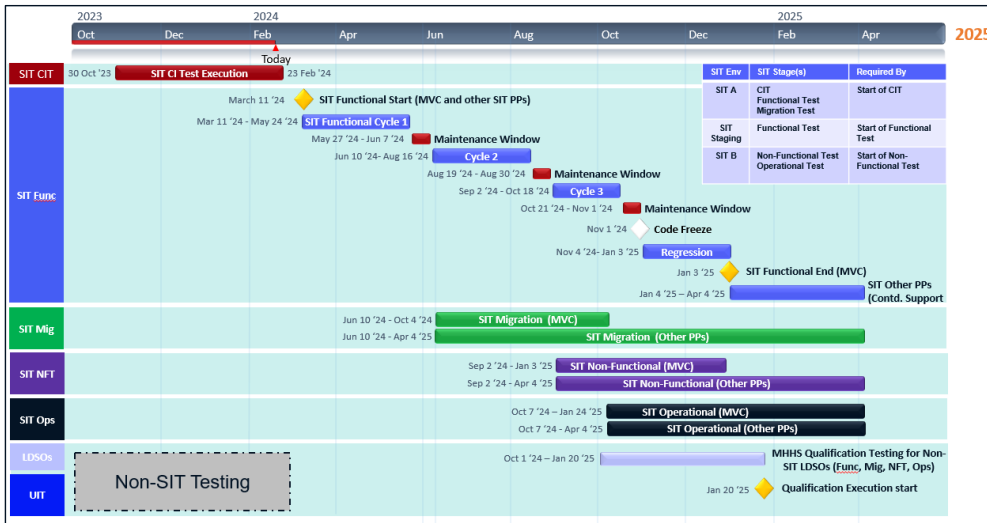 2023
2024
2025
Oct
Dec
Feb
Apr
Jun
Aug
Oct
Dec
Feb
Apr
2025
Today
SIT CIT
30 Oct '23
SIT CI Test Execution
23 Feb '24
SIT Env
SIT Stage(s)
Required By
SIT A
CIT
Functional Test
Migration Test
Start of CIT
SIT
Staging
Functional Test
Start of Functional
Test
SIT B
Non-Functional Test
Operational Test
Start of Non-
Functional Test
SIT Func
March 11 '24
SIT Functional Start (MVC and other SIT PPs)
Mar 11 '24 - May 24 '24
SIT Functional Cycle 1
May 27 '24 - Jun 7 '24
Maintenance Window
Jun 10 '24- Aug 16 '24
Cycle 2
Aug 19 '24 - Aug 30 '24
Maintenance Window
Sep 2 '24 - Oct 18 '24
Cycle 3
Oct 21 '24 - Nov 1 '24
Maintenance Window
Nov 1 '24
Code Freeze
Nov 4 '24- Jan 3 '25
Regression
Jan 3 '25
SIT Functional End (MVC)
Jan 4 '25 – Apr 4 '25
SIT Other PPs
(Contd. Support
SIT Mig
Jun 10 '24 - Oct 4 '24
SIT Migration (MVC)
Jun 10 '24 - Apr 4 '25
SIT Migration (Other PPs)
SIT NFT
Sep 2 '24 - Jan 3 '25
SIT Non-Functional (MVC)
Sep 2 '24 - Apr 4 '25
SIT Non-Functional (Other PPs)
SIT Ops
Oct 7 '24 – Jan 24 '25
SIT Operational (MVC)
Oct 7 '24 - Apr 4 '25
SIT Operational (Other PPs)
LDSOs
Non-SIT Testing
Oct 1 '24 – Jan 20 '25
MHHS Qualification Testing for Non-
SIT LDSOs (Func, Mig, NFT, Ops)
UIT
Jan 20 '25
Qualification Execution start